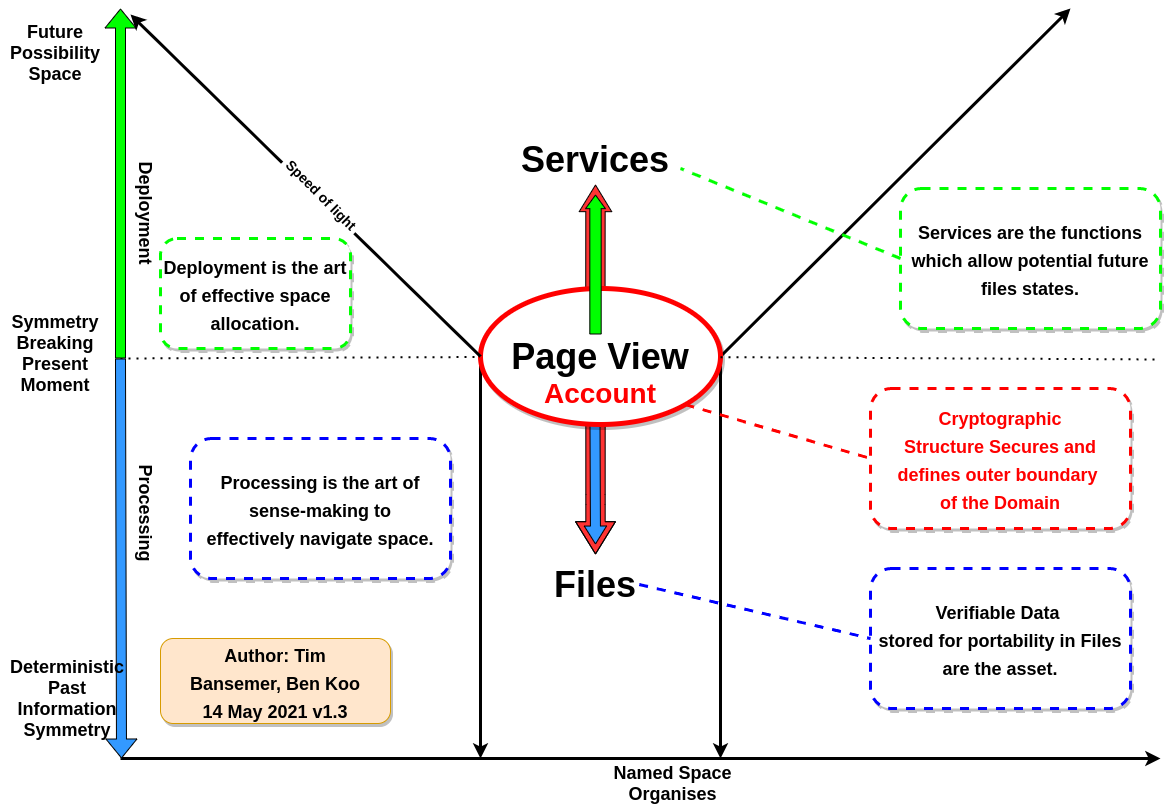 Future
Possibility
Space
Deployment
Speed of light
Services
Deployment is the art
of effective space
allocation.
Services are the functions
which allow potential future
files states.
Symmetry
Breaking
Present
Moment
Page View
Account
Cryptographic
Structure Secures and
defines outer boundary
of the Domain
Processing
Processing is the art of
sense-making to
effectively navigate space.
Files
Verifiable Data
stored for portability in Files
are the asset.
Deterministic
Past
Information
Symmetry
Author: Tim
Bansemer, Ben Koo
14 May 2021 v1.3
Named Space
Organises